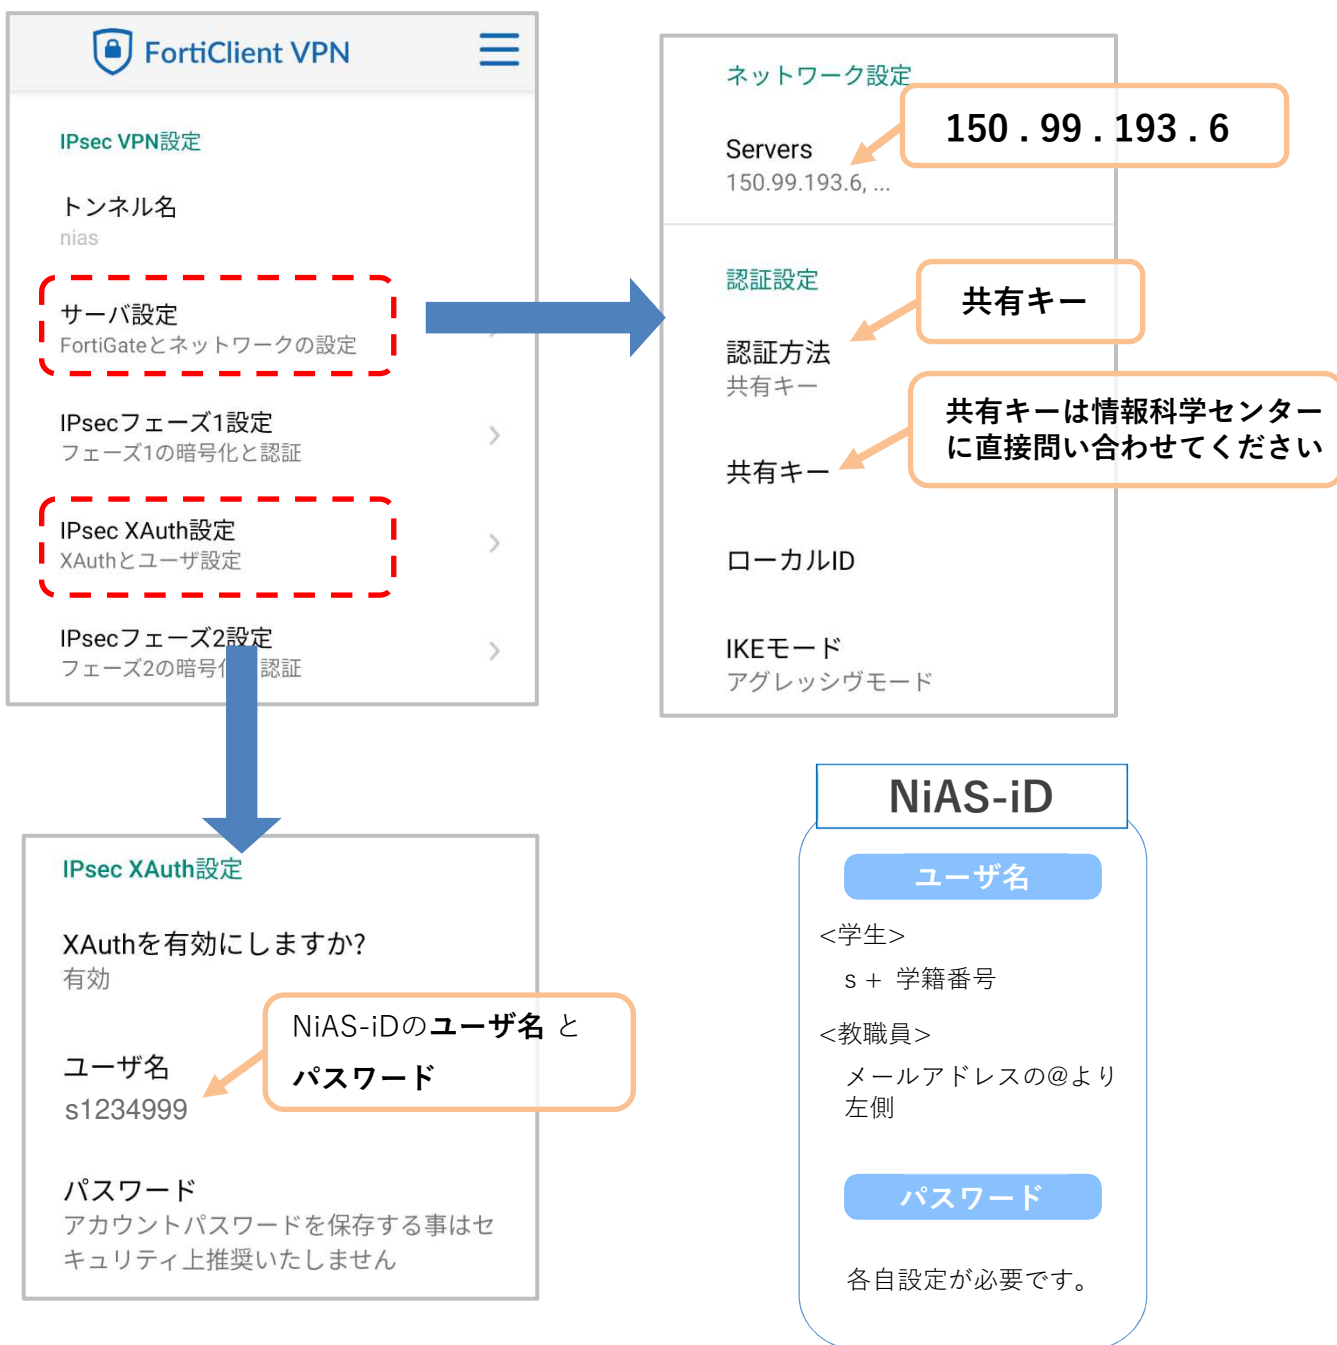 FortiClient VPN
IPsec VPN設定
トンネル名
nias
サーバ設定
FortiGateとネットワークの設定
IPsecフェーズ1設定
フェーズ1の暗号化と認証
IPsec XAuth設定
XAuthとユーザ設定
IPsecフェーズ2設定
フェーズ2の暗号化 認証
ネットワーク設定
150 . 99 . 193 . 6
Servers
150.99.193.6, ...
認証設定
共有キー
認証方法
共有キー
共有キーは情報科学センター
に直接問い合わせてください
共有キー
ローカルID
IKEモード
アグレッシヴモード
IPsec XAuth設定
XAuthを有効にしますか?
有効
NiAS-iDのユーザ名 と
パスワード
ユーザ名
s1234999
パスワード
アカウントパスワードを保存する事はセ
キュリティ上推奨いたしません
NiAS-iD
ユーザ名
<学生>
s + 学籍番号
<教職員>
メールアドレスの@より
左側
パスワード
各自設定が必要です。